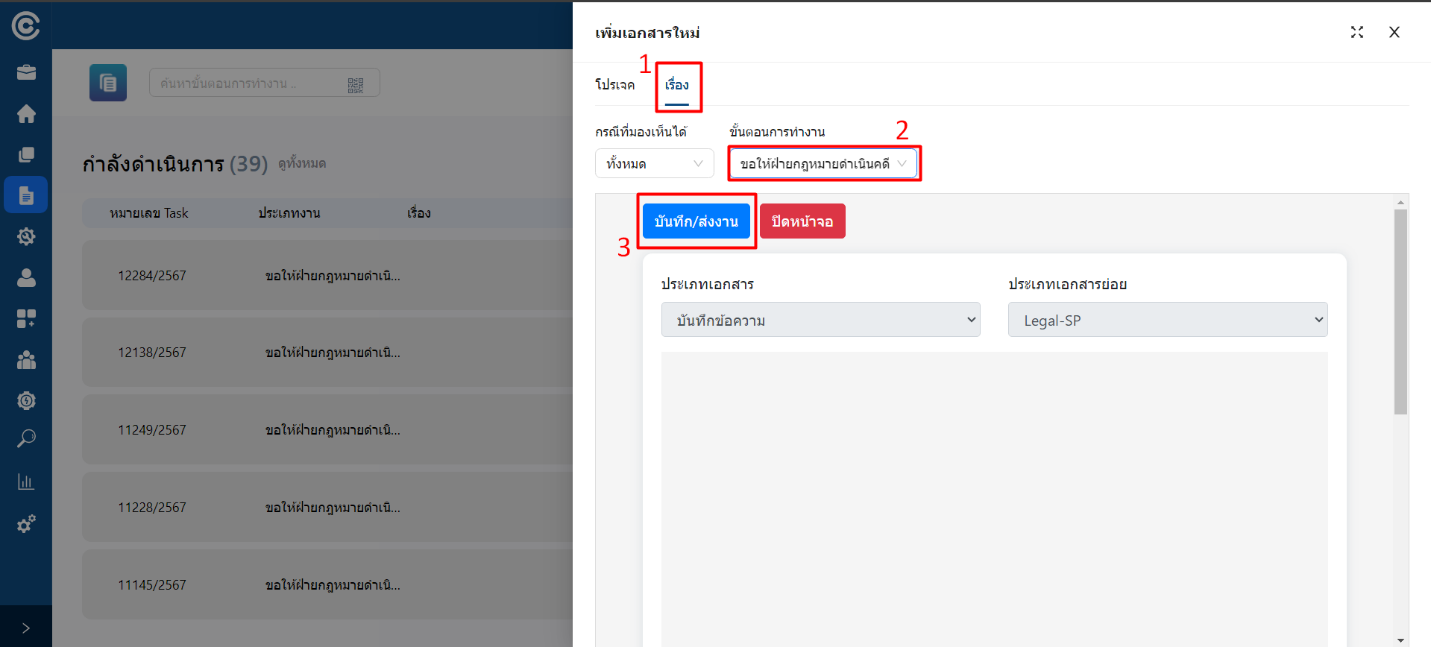 เพิ่มเอกสารใหม่
1
โปรเจค เรื่อง
ค้นหาขั้นตอนการทำงาน ..
กรณีที่มองเห็นได้ ขั้นตอนการทำงาน 2
ทั้งหมด ขอให้ฝ่ายกฎหมายดำเนินคดี
กำลังดำเนินการ (39) ดูทั้งหมด
หมายเลข Task ประเภทงาน เรื่อง
12284/2567 ขอให้ฝ่ายกฎหมายดำเนิ...
12138/2567 ขอให้ฝ่ายกฎหมายดำเนิ...
11249/2567 ขอให้ฝ่ายกฎหมายดำเนิ...
11228/2567 ขอให้ฝ่ายกฎหมายดำเนิ...
11145/2567 ขอให้ฝ่ายกฎหมายดำเนิ...
บันทึก/ส่งงาน ปิดหน้าจอ
3
ประเภทเอกสาร ประเภทเอกสารย่อย
บันทึกข้อความ Legal-SP